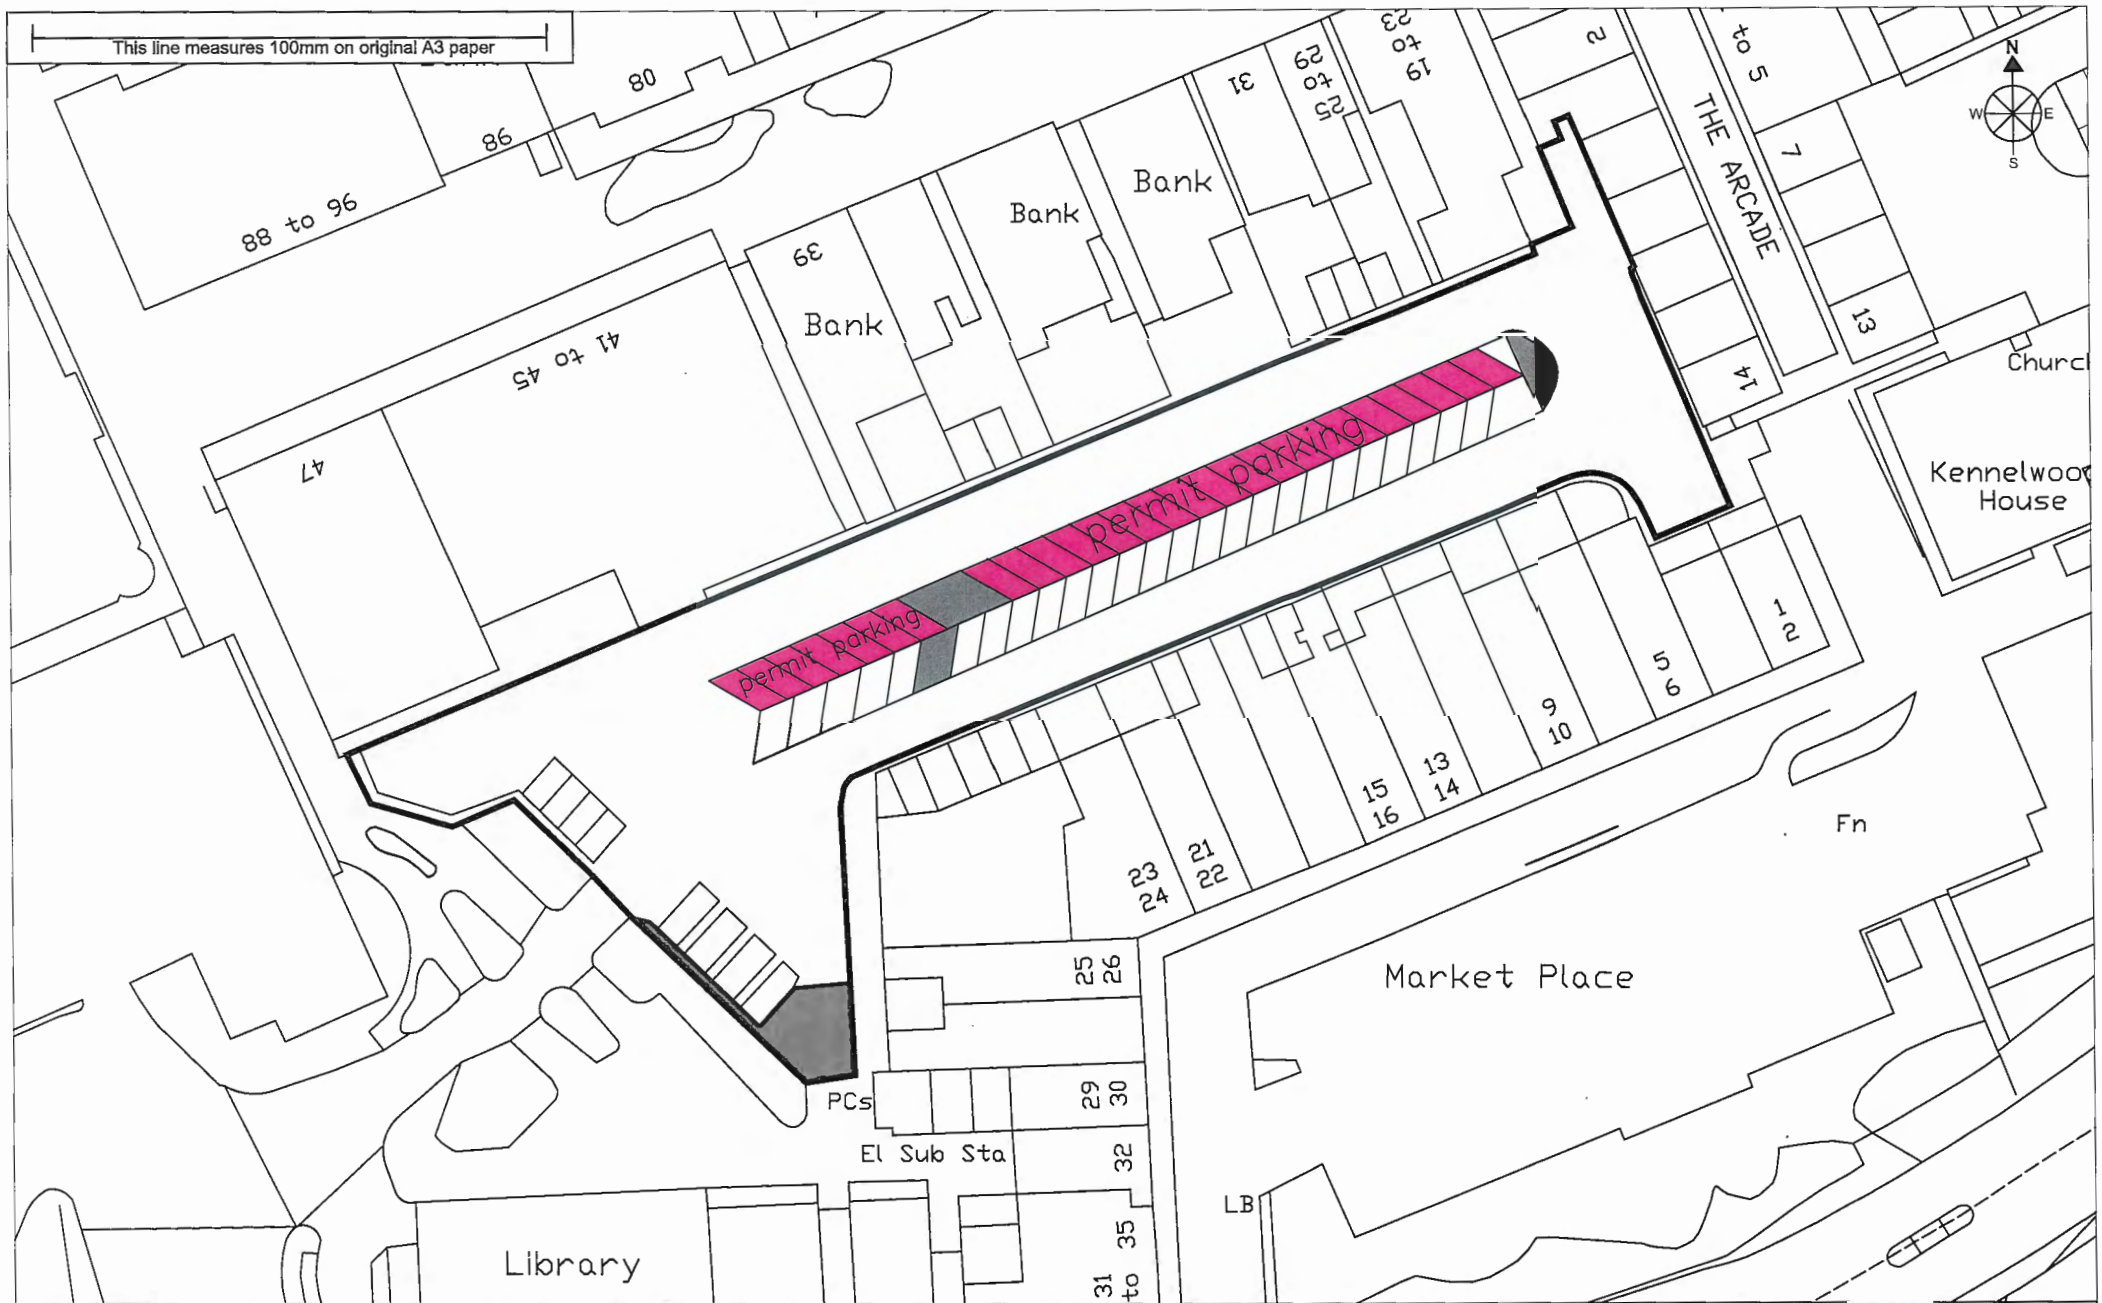 This line measures 100mm on original A3 paper
80
98
88 to 96
31
25
to
29
19
to
23
2
to 5
THE ARCADE
7
13
14
N
W
E
S
Church
Kennelwood
House
Bank
Bank
39
Bank
41 to 45
47
permit parking
permit parking
1
2
5
6
9
10
13
14
15
16
21
22
23
24
Fn
Market Place
25
26
29
30
PCs
El Sub Sta
32
LB
Library
31
to 35